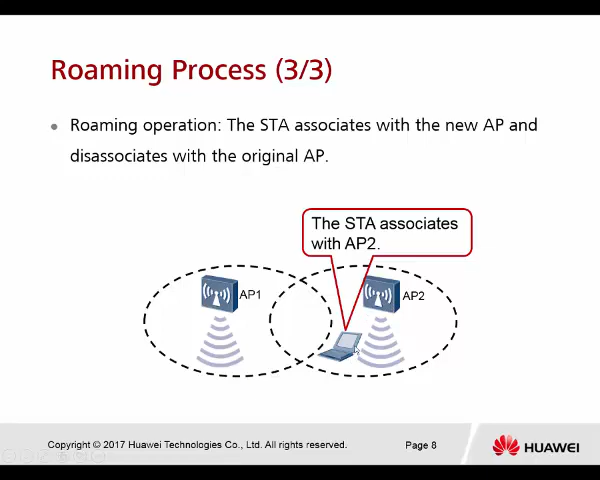 Roaming Process (3/3)
Roaming operation: The STA associates with the new AP and
disassociates with the original AP.
The STA associates
with AP2.
AP1
AP2
Copyright © 2017 Huawei Technologies Co., Ltd. All rights reserved.
Page 8
HUAWEI